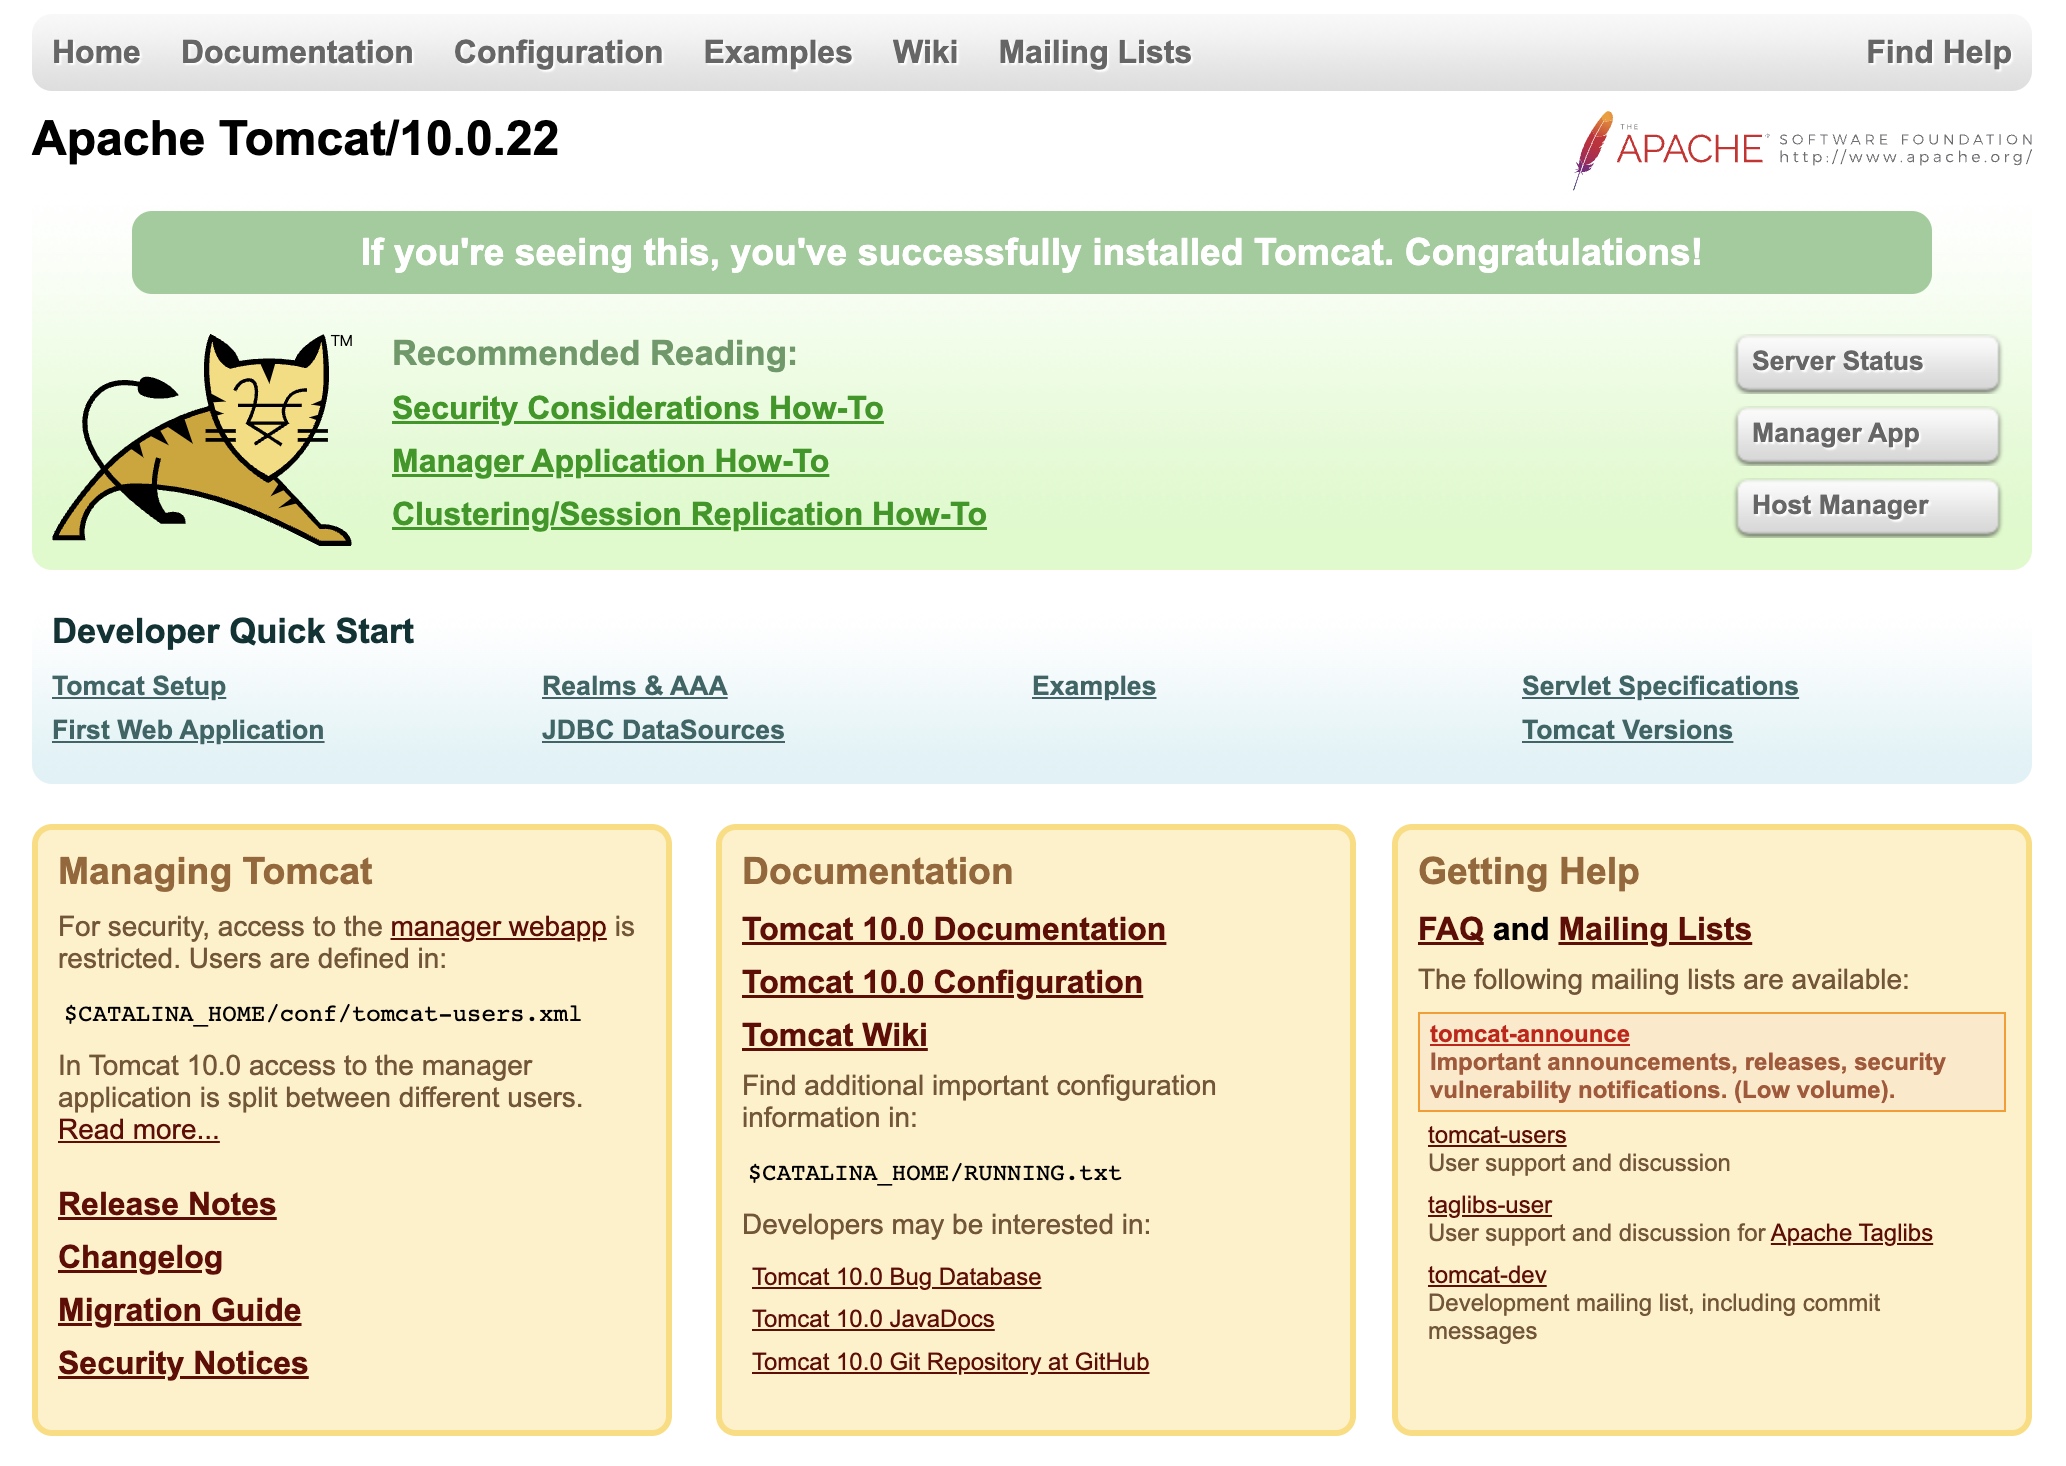 Home Documentation Configuration Examples Wiki Mailing Lists Find Help
Apache Tomcat/10.0.22
THE APACHE® SOFTWARE FOUNDATION
http://www.apache.org/
If you're seeing this, you've successfully installed Tomcat. Congratulations!
TM
Recommended Reading:
Security Considerations How-To
Manager Application How-To
Clustering/Session Replication How-To
Server Status
Manager App
Host Manager
Developer Quick Start
Tomcat Setup
First Web Application
Realms & AAA
JDBC DataSources
Examples
Servlet Specifications
Tomcat Versions
Managing Tomcat
For security, access to the manager webapp is
restricted. Users are defined in:
$CATALINA_HOME/conf/tomcat-users.xml
In Tomcat 10.0 access to the manager
application is split between different users.
Read more...
Release Notes
Changelog
Migration Guide
Security Notices
Documentation
Tomcat 10.0 Documentation
Tomcat 10.0 Configuration
Tomcat Wiki
Find additional important configuration
information in:
$CATALINA_HOME/RUNNING.txt
Developers may be interested in:
Tomcat 10.0 Bug Database
Tomcat 10.0 JavaDocs
Tomcat 10.0 Git Repository at GitHub
Getting Help
FAQ and Mailing Lists
The following mailing lists are available:
tomcat-announce
Important announcements, releases, security
vulnerability notifications. (Low volume).
tomcat-users
User support and discussion
taglibs-user
User support and discussion for Apache Taglibs
tomcat-dev
Development mailing list, including commit
messages